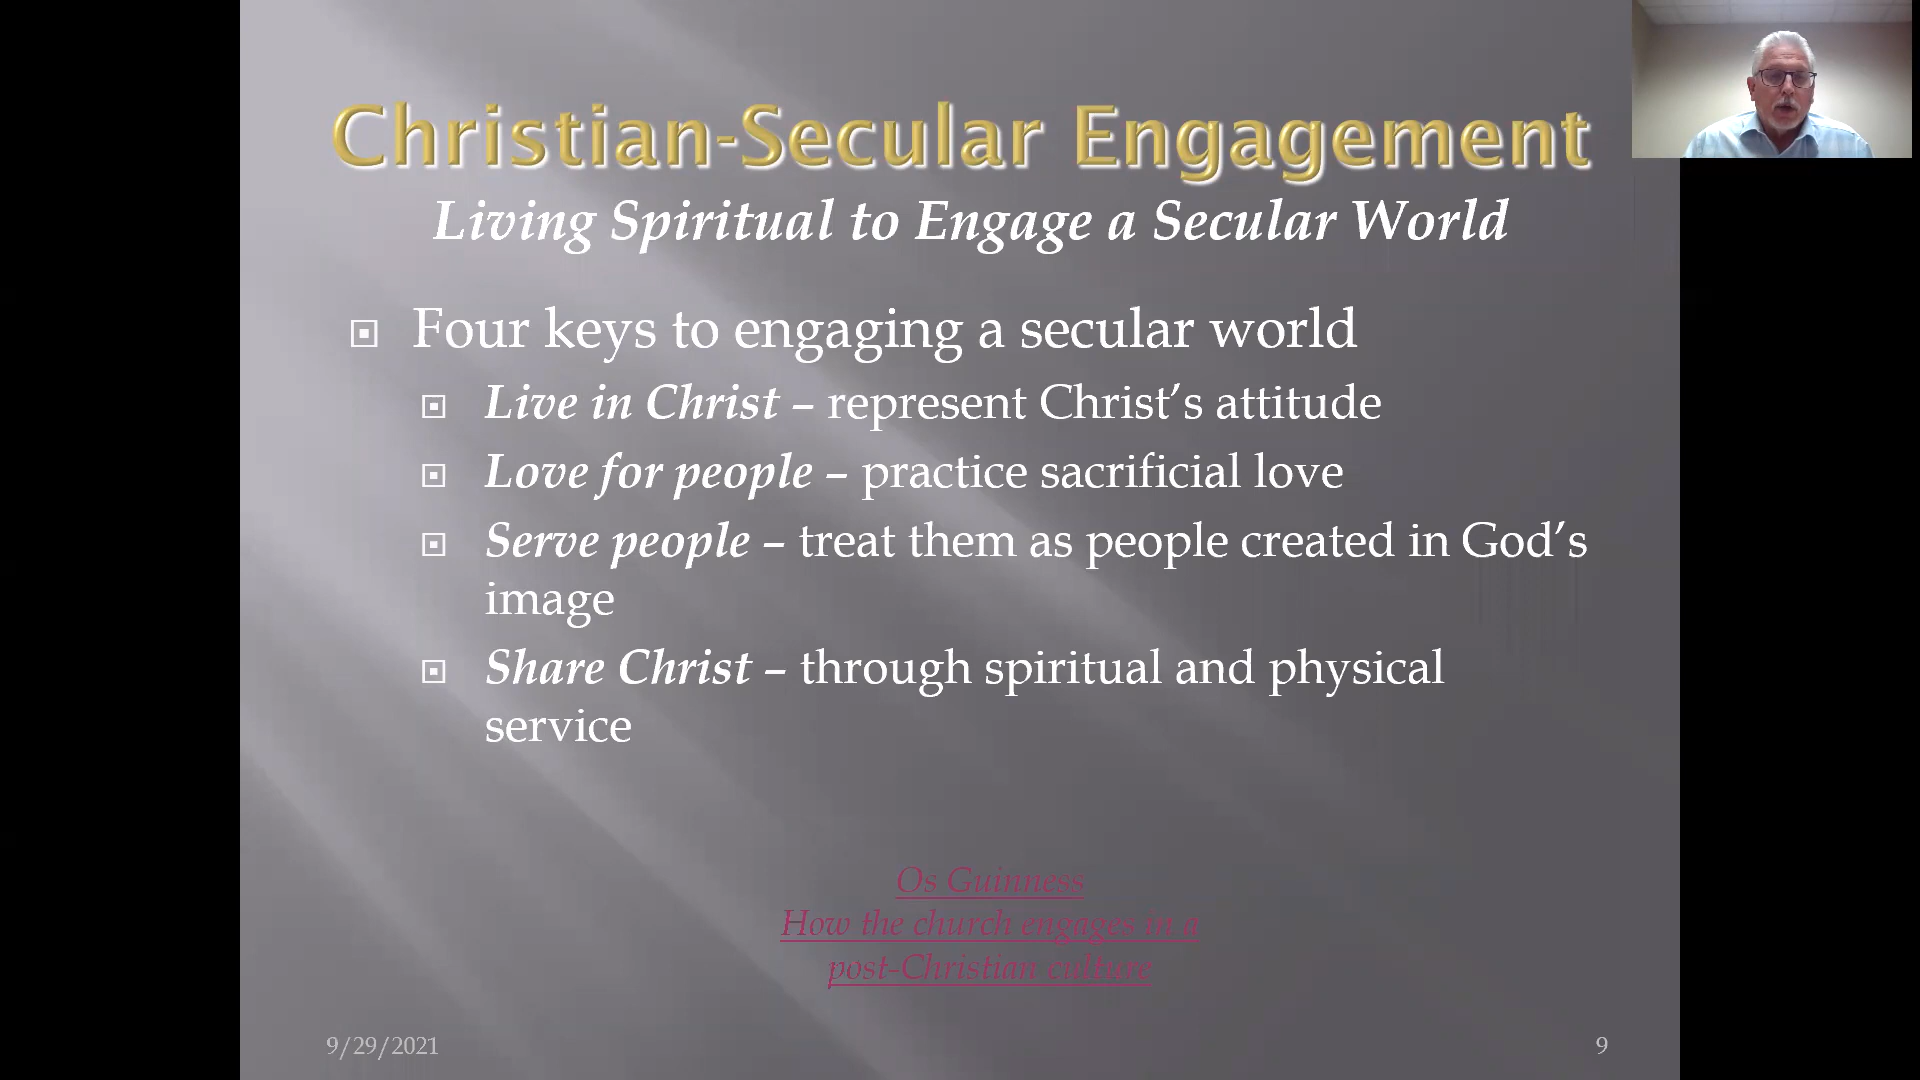 Christian-Secular Engagement
Living Spiritual to Engage a Secular World
Four keys to engaging a secular world
Live in Christ – represent Christ’s attitude
Love for people – practice sacrificial love
Serve people – treat them as people created in God’s
image
Share Christ – through spiritual and physical
service
Os Guinness
How the church engages in a
post-Christian culture
9/29/2021
9